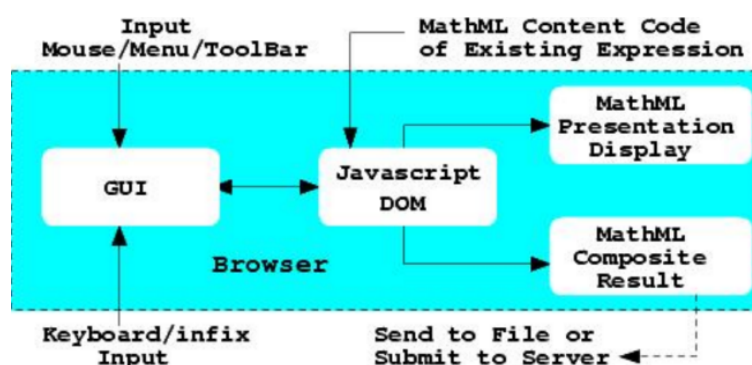 Input
Mouse/Menu/ToolBar
MathML Content Code
of Existing Expression
MathML
Presentation
Display
GUI
Javascript
DOM
MathML
Composite
Result
Browser
Keyboard/infix
Input
Send to File or
Submit to Server